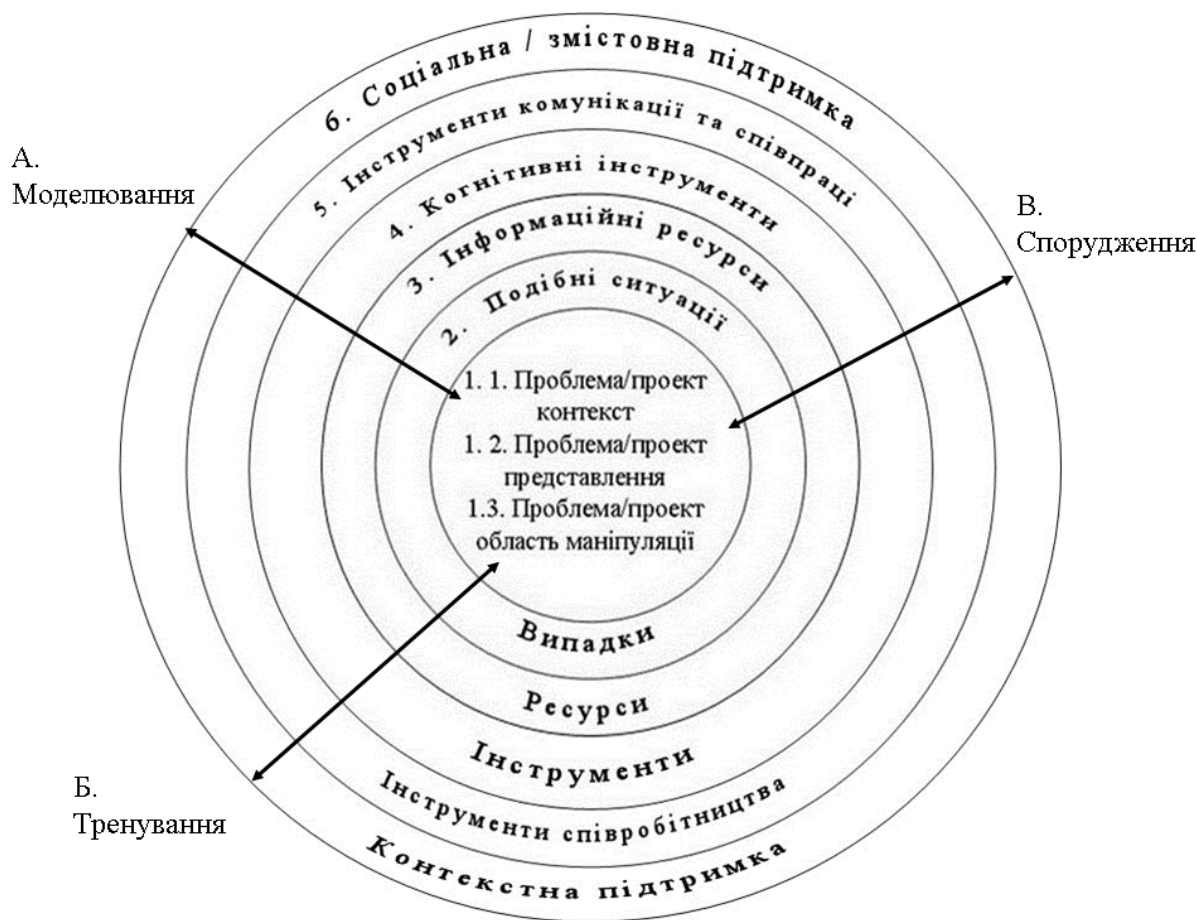 6. Соціальна / змістовна підтримка
5. Інструменти комунікації та співпраці
4. Когнітивні інструменти
3. Інформаційні ресурси
2. Подібні ситуації
А.
Моделювання
В.
Спорудження
1. 1. Проблема/проект
контекст
1. 2. Проблема/проект
представлення
1.3. Проблема/проект
область маніпуляції
Випадки
Ресурси
Інструменти
Інструменти співробітництва
Контекстна підтримка
Б.
Тренування